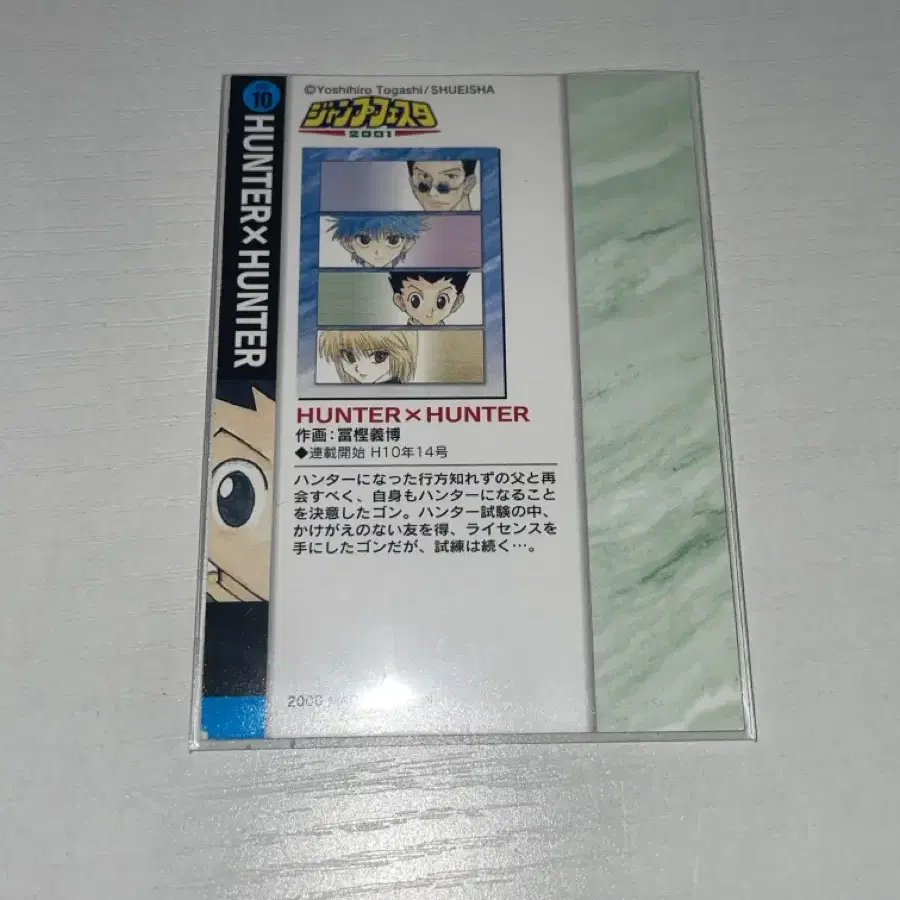 10
HUNTER×HUNTER
©Yoshihiro Togashi/SHUEISHA
ジャンプフェスタ
2001
HUNTER×HUNTER
作画:冨樫義博
◆連載開始 H10年14号
ハンターになった行方知れずの父と再
会すべく、自身もハンターになること
を決意したゴン。ハンター試験の中、
かけがえのない友を得、ライセンスを
手にしたゴンだが、試練は続く…。
2000